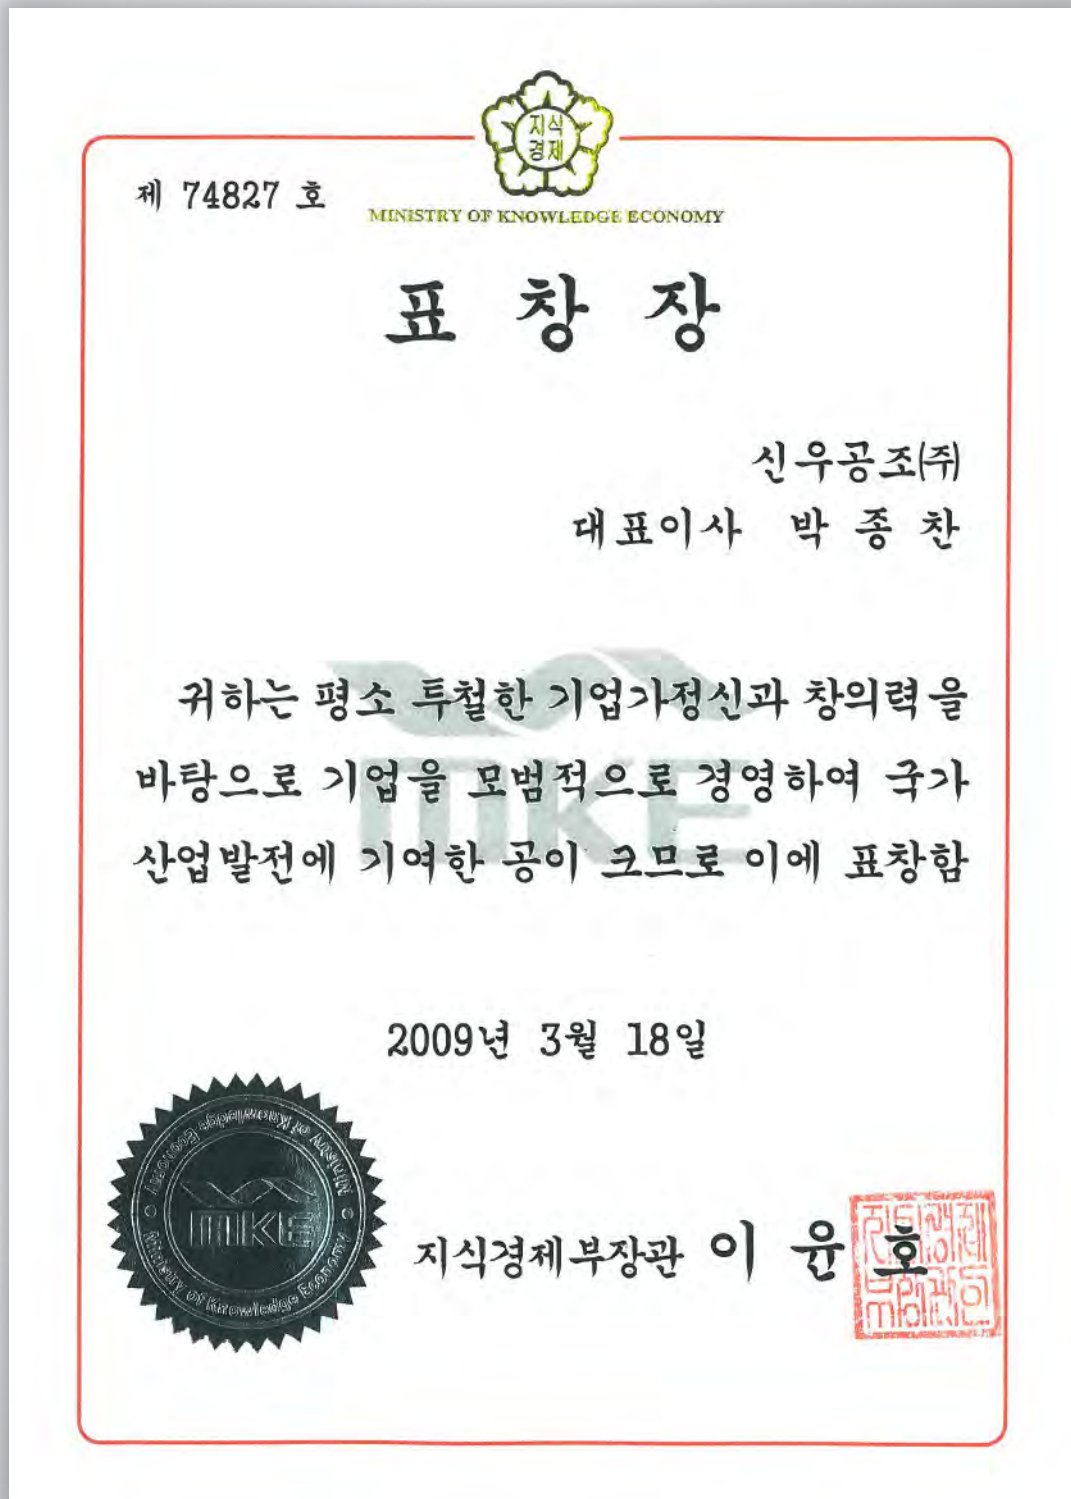 지식
경제
제 74827 호
MINISTRY OF KNOWLEDGE ECONOMY
표 창 장
신우공조(주)
대표이사 박 종 찬
귀하는 평소 투철한 기업가정신과 창의력을
바탕으로 기업을 모범적으로 경영하여 국가
산업발전에 기여한 공이 크므로 이에 표창함
MKE
2009년 3월 18일
Ministry of Knowledge Economy
MKE
Ministry of Knowledge Economy
지식경제부장관 이 윤 호